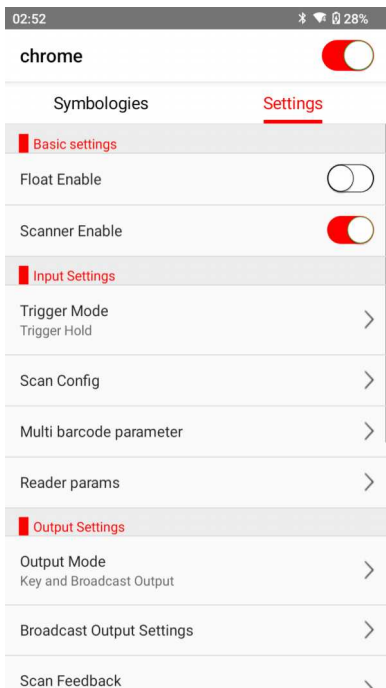 02:52
28%
chrome
Symbologies
Settings
Basic settings
Float Enable
Scanner Enable
Input Settings
Trigger Mode
Trigger Hold
Scan Config
Multi barcode parameter
Reader params
Output Settings
Output Mode
Key and Broadcast Output
Broadcast Output Settings
Scan Feedback